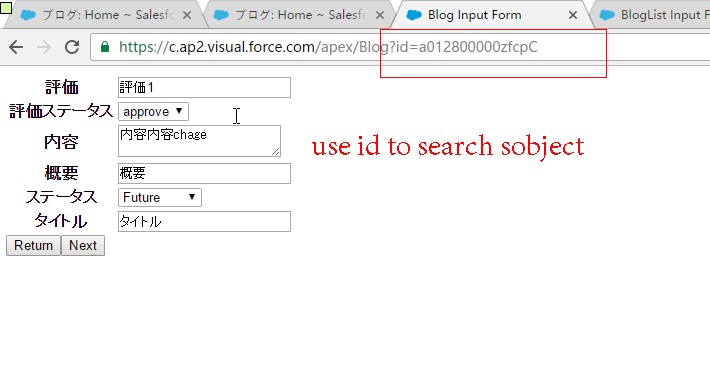 ブログ: Home ~ Salesfo
ブログ: Home ~ Salesfo
Blog Input Form
BlogList Input F
https://c.ap2.visual.force.com/apex/Blog?id=a012800000zfcpC
評価 評価1
評価ステータス approve
内容 内容内容chage
use id to search sobject
概要 概要
ステータス Future
タイトル タイトル
Return Next